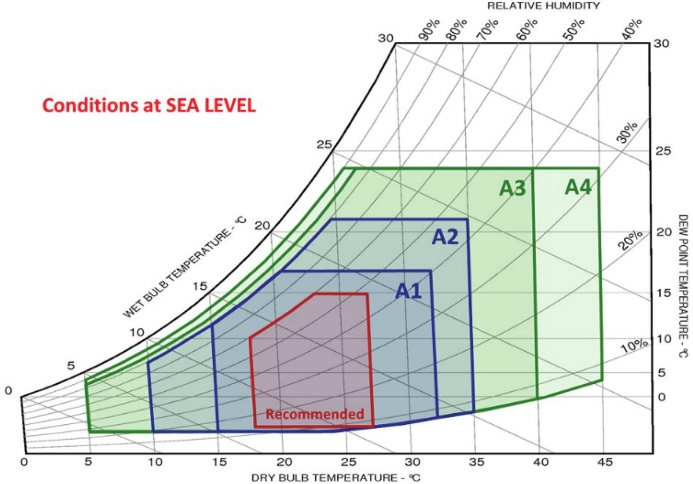 RELATIVE HUMIDITY
90% 80% 70% 60% 50% 40%
30 30
Conditions at SEA LEVEL
30%
25 25
A3 A4
20 20
A2
20%
WET BULB TEMPERATURE - °C
DEW POINT TEMPERATURE - °C
15 15
A1
10 10
10%
5 5
0 0
Recommended
0 5 10 15 20 25 30 35 40 45
DRY BULB TEMPERATURE - °C